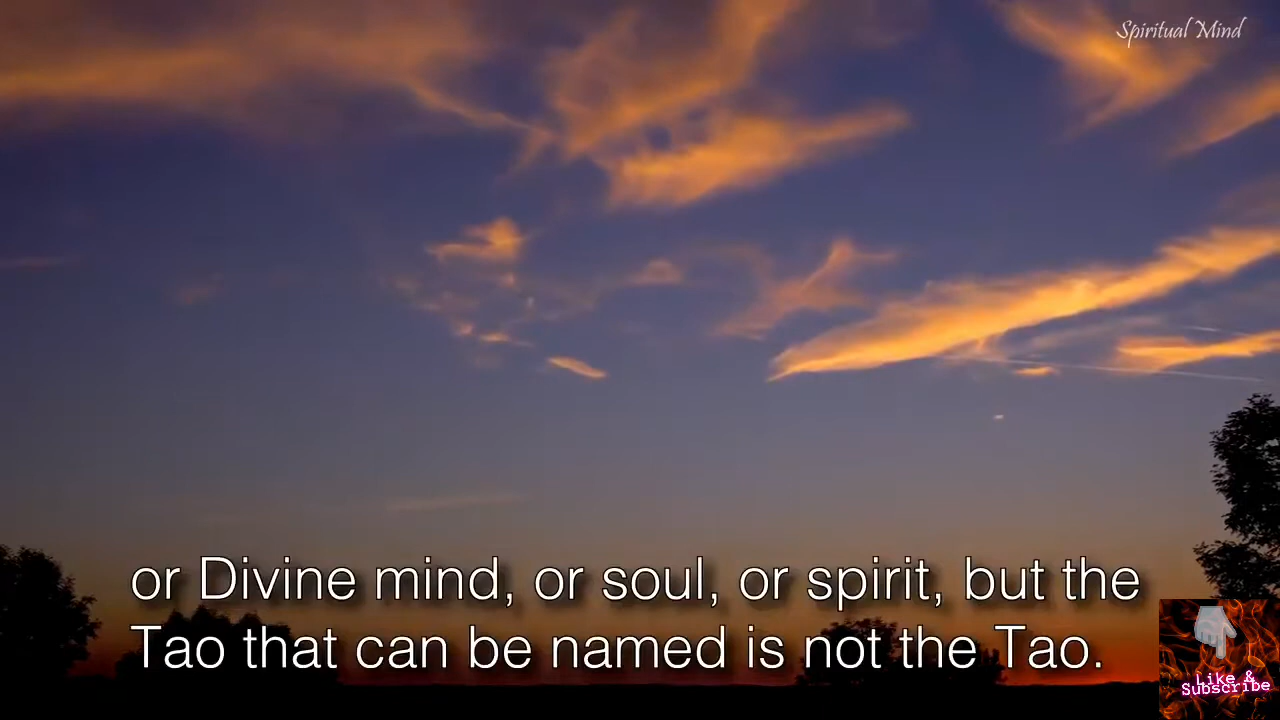 Spiritual Mind
or Divine mind, or soul, or spirit, but the
Tao that can be named is not the Tao.
Like &
Subscribe